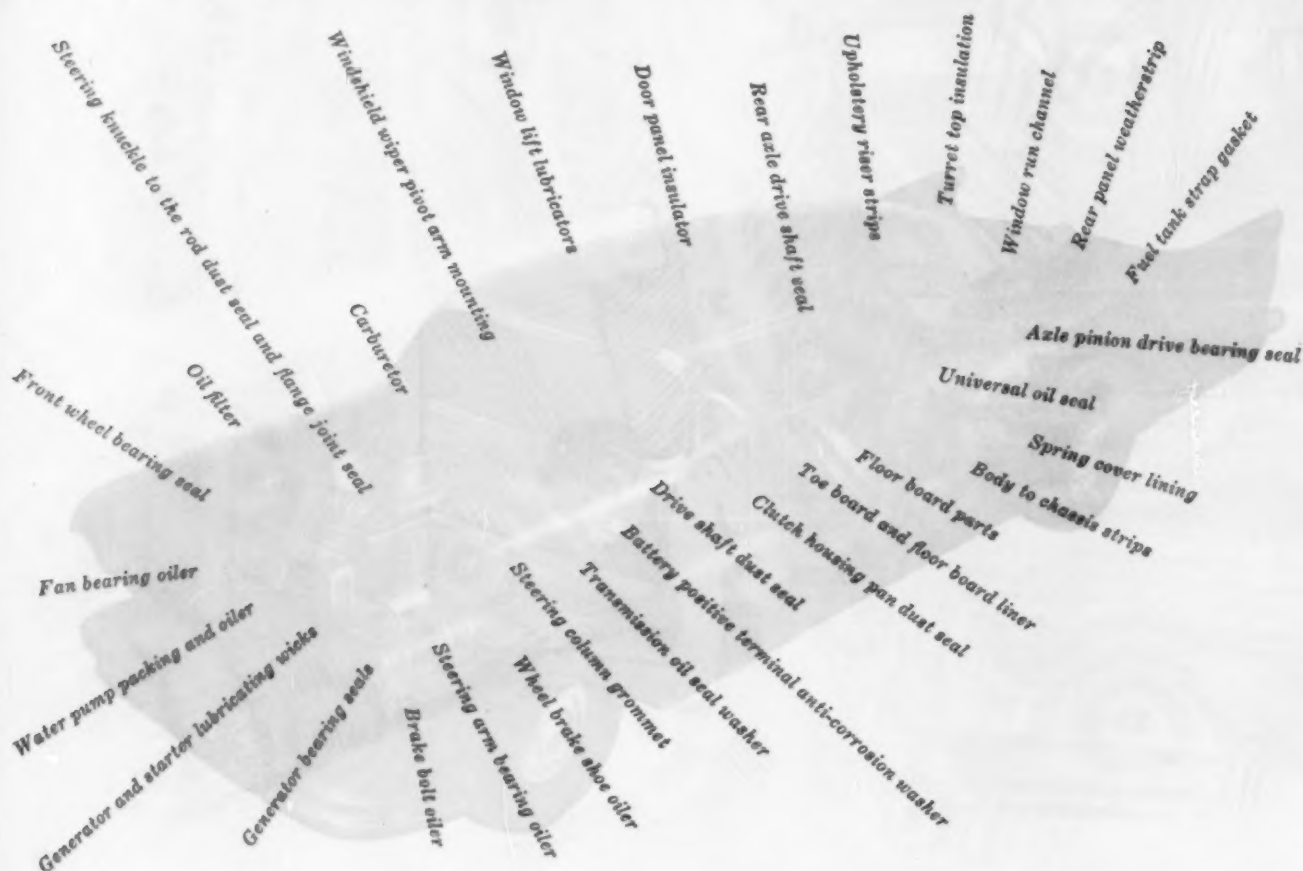 Steering knuckle to the rod dust seal and flange joint seal
Windshield wiper pivot arm mounting
Window lift lubricators
Door panel insulator
Rear axle drive shaft seal
Upholstery riser strips
Turret top insulation
Window run channel
Rear panel weatherstrip
Fuel tank strap gasket
Carburetor
Oil filter
Front wheel bearing seal
Axle pinion drive bearing seal
Universal oil seal
Spring cover lining
Body to chassis strips
Floor board parts
Toe board and floor board liner
Clutch housing pan dust seal
Drive shaft dust seal
Battery positive terminal anti-corrosion washer
Transmission oil seal washer
Steering column grommet
Wheel brake shoe oiler
Steering arm bearing oiler
Brake bolt oiler
Generator bearing seals
Generator and startor lubricating wicks
Water pump packing and oiler
Fan bearing oiler